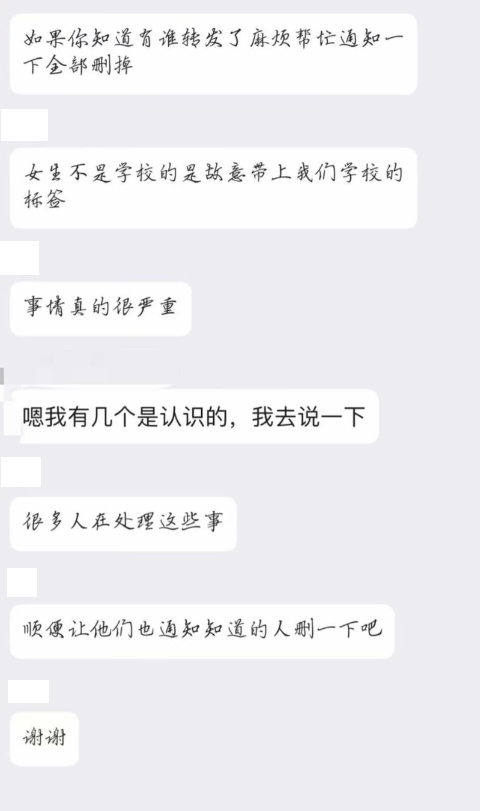 如果你知道有谁转发了麻烦帮忙通知一
下全部删掉
女生不是学校的是故意带上我们学校的
标签
事情真的很严重
嗯我有几个是认识的，我去说一下
很多人在处理这些事
顺便让他们也通知知道的人删一下吧
谢谢